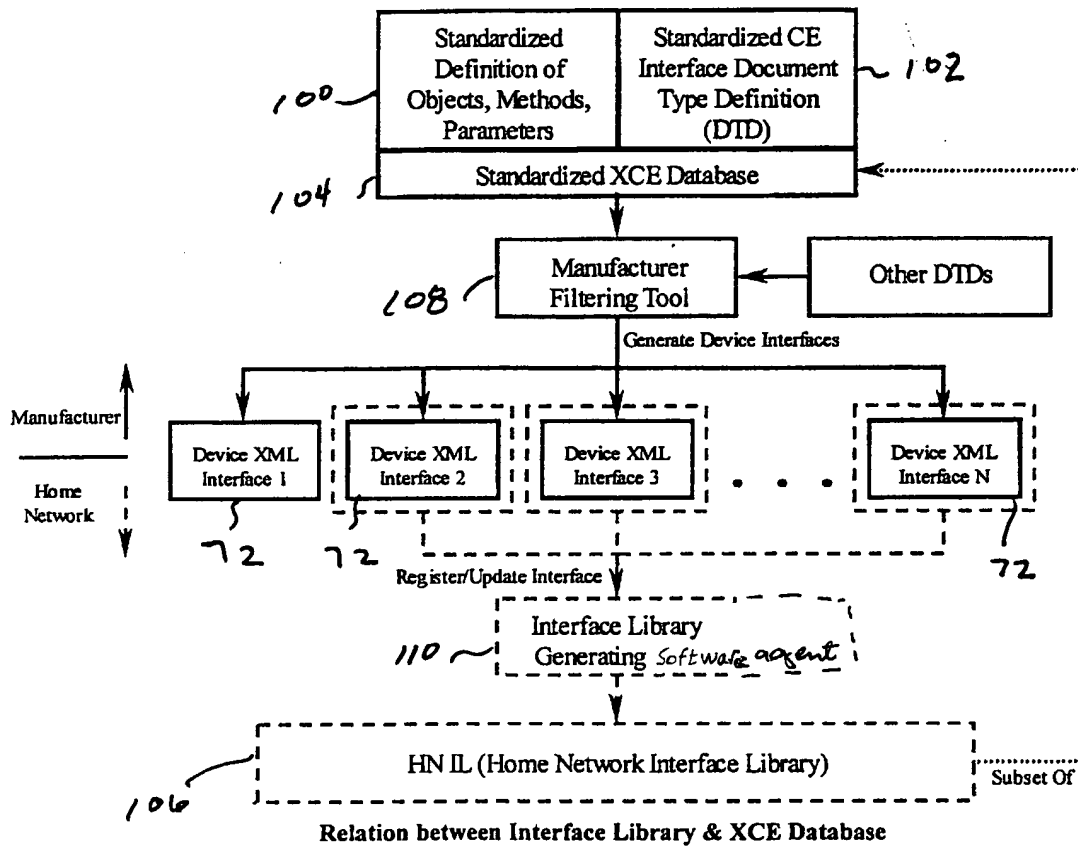 Standardized
Definition of
Objects, Methods,
Parameters
Standardized CE
Interface Document
Type Definition
(DTD)
100
102
Standardized XCE Database
104
Manufacturer
Filtering Tool
108
Other DTDs
Generate Device Interfaces
Manufacturer
Home
Network
Device XML
Interface 1
Device XML
Interface 2
Device XML
Interface 3
. . .
Device XML
Interface N
72
72
72
Register/Update Interface
Interface Library
Generating Software agent
110
HN IL (Home Network Interface Library)
106
Subset Of
Relation between Interface Library & XCE Database